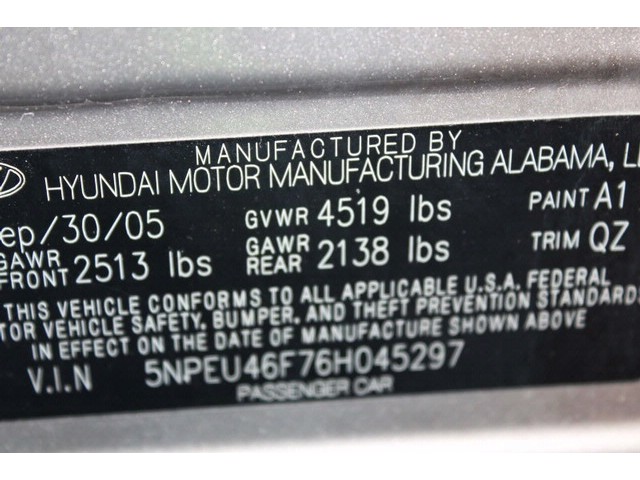 MANUFACTURED BY
HYUNDAI MOTOR MANUFACTURING ALABAMA, LL
ep/30/05 GVWR 4519 lbs PAINT A1
GAWR FRONT 2513 lbs GAWR REAR 2138 lbs TRIM QZ
THIS VEHICLE CONFORMS TO ALL APPLICABLE U.S.A. FEDERAL
TOR VEHICLE SAFETY, BUMPER, AND THEFT PREVENTION STANDARDS
IN EFFECT ON THE DATE OF MANUFACTURE SHOWN ABOVE.
V.I.N 5NPEU46F76H045297
PASSENGER CAR